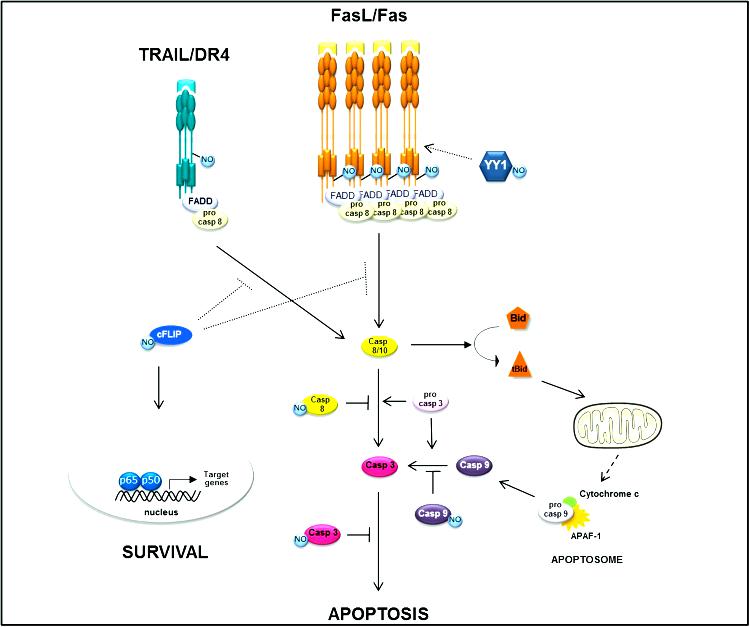 FasL/Fas
TRAIL/DR4
NO
YY1
NO
NO
NO
NO
NO
FADD
pro
casp 8
FADD
FADD
FADD
FADD
pro
casp 8
pro
casp 8
pro
casp 8
pro
casp 8
cFLIP
NO
Casp
8/10
Bid
tBid
NO
Casp
8
pro
casp 3
p65
p50
Target
genes
nucleus
Casp 3
Casp 9
Cytochrome c
pro
casp 9
APAF-1
APOPTOSOME
Casp 9
NO
NO
Casp 3
SURVIVAL
APOPTOSIS